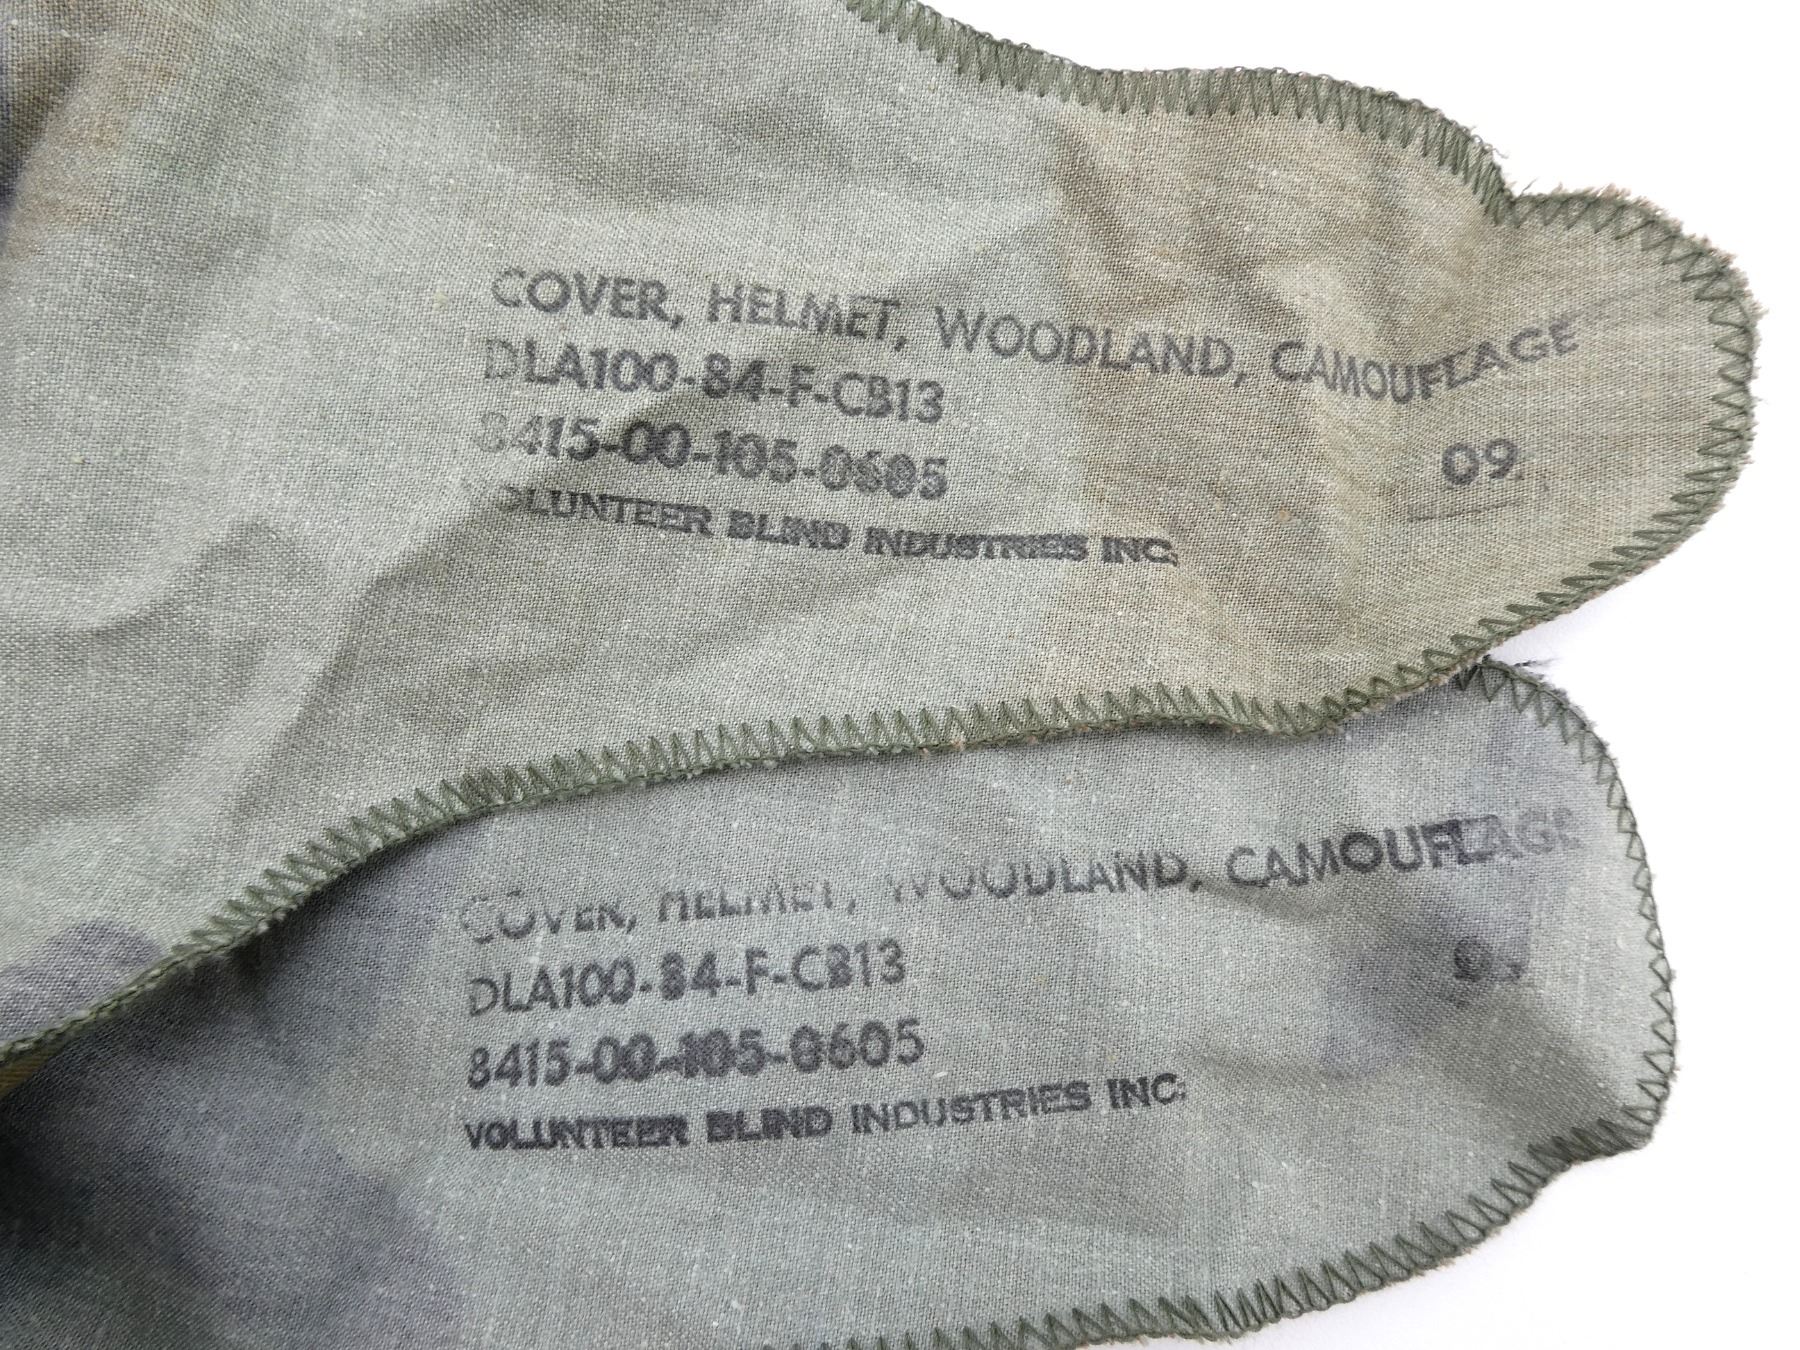 COVER, HELMET, WOODLAND, CAMOUFLAGE
DLA100-84-F-CB13
8415-00-105-0605
09
VOLUNTEER BLIND INDUSTRIES INC.
COVER, HELMET, WOODLAND, CAMOUFLAGE
DLA100-84-F-CB13
8415-00-105-0605
VOLUNTEER BLIND INDUSTRIES INC.